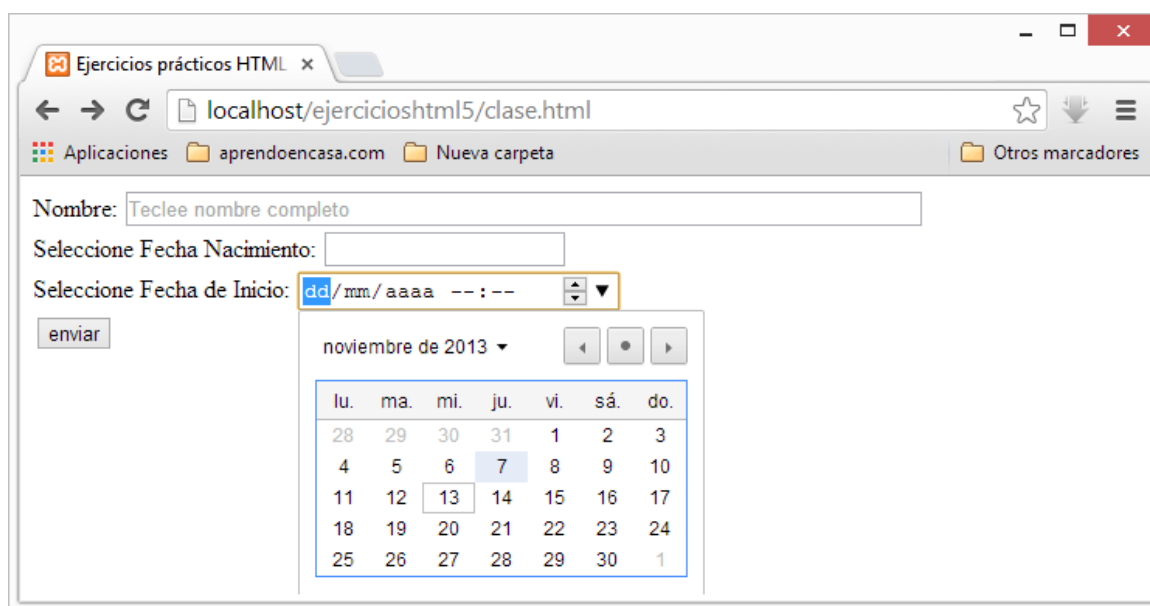 Ejercicios prácticos HTML
localhost/ejercicioshtml5/clase.html
Aplicaciones aprendoencasa.com Nueva carpeta Otros marcadores
Nombre: Teclee nombre completo
Seleccione Fecha Nacimiento:
Seleccione Fecha de Inicio: dd/mm/aaaa --:--
enviar
noviembre de 2013
lu. ma. mi. ju. vi. sá. do.
28 29 30 31 1 2 3
4 5 6 7 8 9 10
11 12 13 14 15 16 17
18 19 20 21 22 23 24
25 26 27 28 29 30 1